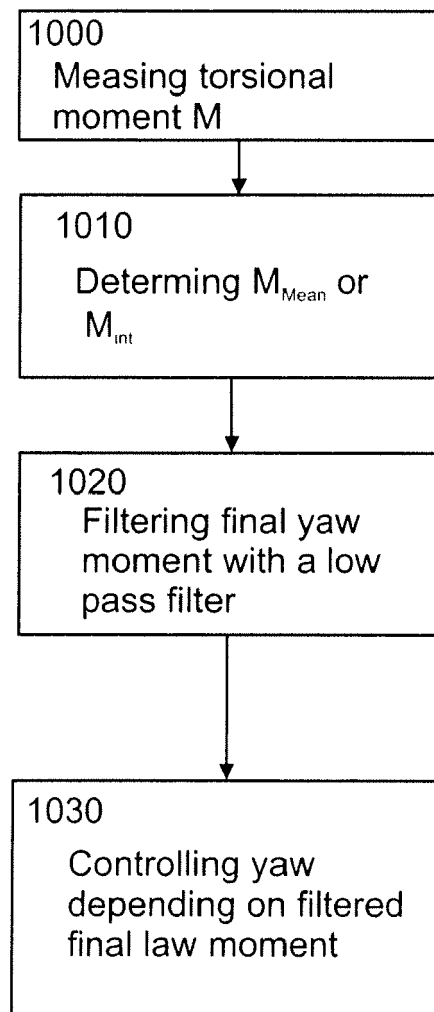 1000
Measing torsional
moment M
1010
Determing M_Mean or
M_int
1020
Filtering final yaw
moment with a low
pass filter
1030
Controlling yaw
depending on filtered
final law moment